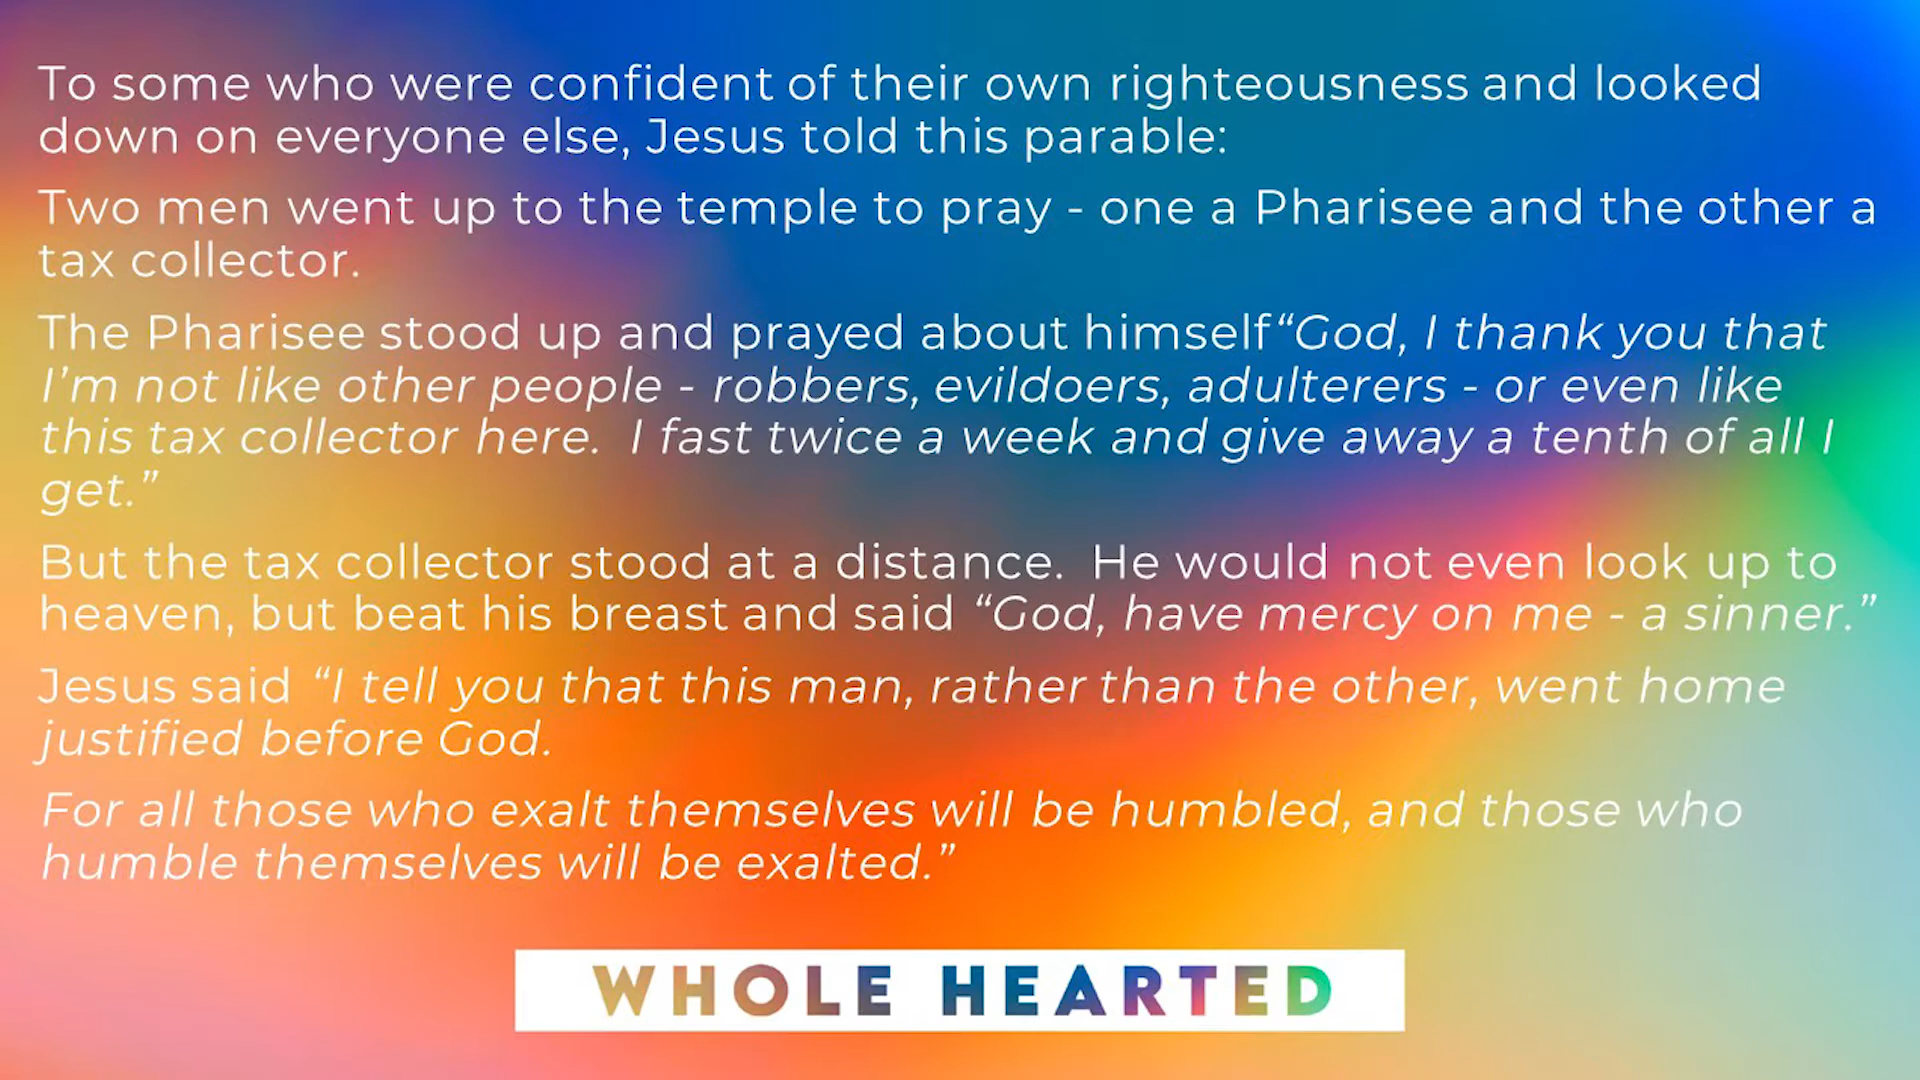 To some who were confident of their own righteousness and looked
down on everyone else, Jesus told this parable:
Two men went up to the temple to pray - one a Pharisee and the other a
tax collector.
The Pharisee stood up and prayed about himself “God, I thank you that
I’m not like other people - robbers, evildoers, adulterers - or even like
this tax collector here.  I fast twice a week and give away a tenth of all I
get.”
But the tax collector stood at a distance.  He would not even look up to
heaven, but beat his breast and said “God, have mercy on me - a sinner.”
Jesus said “I tell you that this man, rather than the other, went home
justified before God.
For all those who exalt themselves will be humbled, and those who
humble themselves will be exalted.”
WHOLE HEARTED